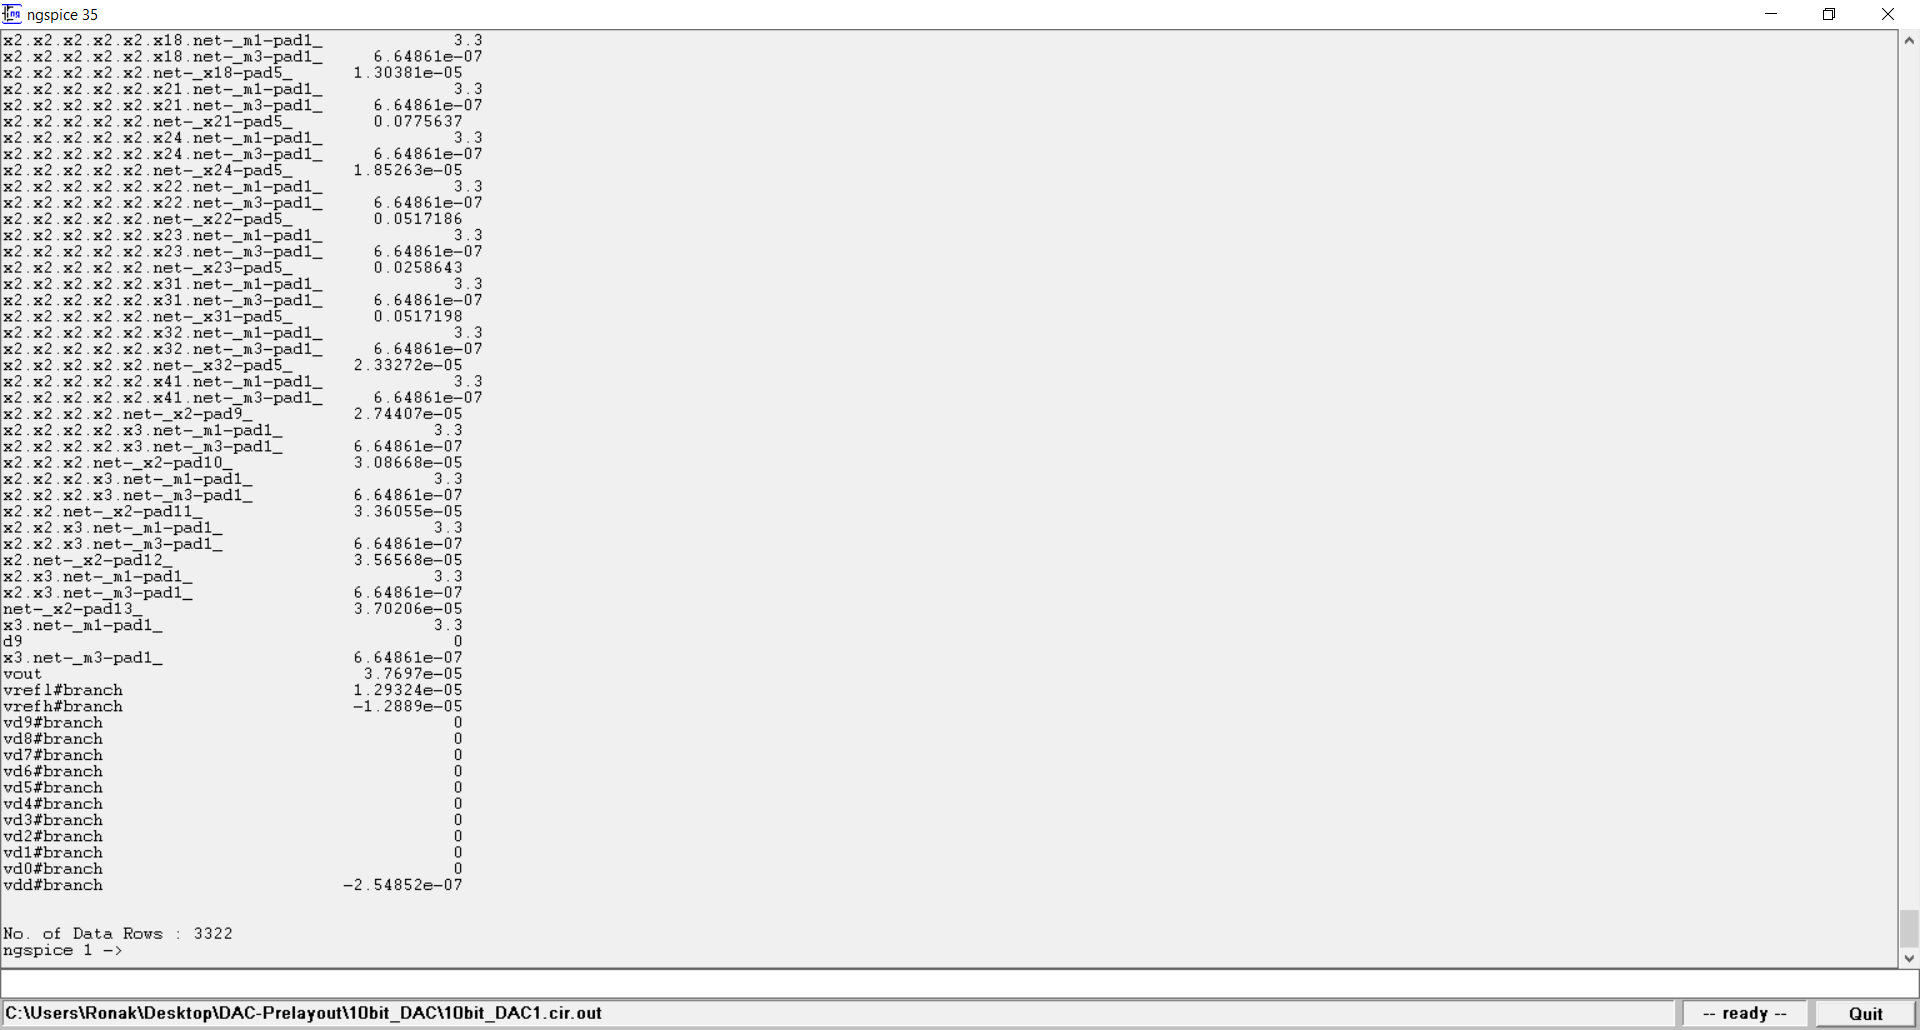 ngspice 35
x2.x2.x2.x2.x2.x18.net-_m1-pad1_ 3.3
x2.x2.x2.x2.x2.x18.net-_m3-pad1_ 6.64861e-07
x2.x2.x2.x2.x2.net-_x18-pad5_ 1.30381e-05
x2.x2.x2.x2.x2.x21.net-_m1-pad1_ 3.3
x2.x2.x2.x2.x2.x21.net-_m3-pad1_ 6.64861e-07
x2.x2.x2.x2.x2.net-_x21-pad5_ 0.0775637
x2.x2.x2.x2.x2.x24.net-_m1-pad1_ 3.3
x2.x2.x2.x2.x2.x24.net-_m3-pad1_ 6.64861e-07
x2.x2.x2.x2.x2.net-_x24-pad5_ 1.85263e-05
x2.x2.x2.x2.x2.x22.net-_m1-pad1_ 3.3
x2.x2.x2.x2.x2.x22.net-_m3-pad1_ 6.64861e-07
x2.x2.x2.x2.x2.net-_x22-pad5_ 0.0517186
x2.x2.x2.x2.x2.x23.net-_m1-pad1_ 3.3
x2.x2.x2.x2.x2.x23.net-_m3-pad1_ 6.64861e-07
x2.x2.x2.x2.x2.net-_x23-pad5_ 0.0258643
x2.x2.x2.x2.x2.x31.net-_m1-pad1_ 3.3
x2.x2.x2.x2.x2.x31.net-_m3-pad1_ 6.64861e-07
x2.x2.x2.x2.x2.net-_x31-pad5_ 0.0517198
x2.x2.x2.x2.x2.x32.net-_m1-pad1_ 3.3
x2.x2.x2.x2.x2.x32.net-_m3-pad1_ 6.64861e-07
x2.x2.x2.x2.x2.net-_x32-pad5_ 2.33272e-05
x2.x2.x2.x2.x2.x41.net-_m1-pad1_ 3.3
x2.x2.x2.x2.x2.x41.net-_m3-pad1_ 6.64861e-07
x2.x2.x2.x2.net-_x2-pad9_ 2.74407e-05
x2.x2.x2.x2.x3.net-_m1-pad1_ 3.3
x2.x2.x2.x2.x3.net-_m3-pad1_ 6.64861e-07
x2.x2.x2.net-_x2-pad10_ 3.08668e-05
x2.x2.x2.x3.net-_m1-pad1_ 3.3
x2.x2.x2.x3.net-_m3-pad1_ 6.64861e-07
x2.x2.net-_x2-pad11_ 3.36055e-05
x2.x2.x3.net-_m1-pad1_ 3.3
x2.x2.x3.net-_m3-pad1_ 6.64861e-07
x2.net-_x2-pad12_ 3.56568e-05
x2.x3.net-_m1-pad1_ 3.3
x2.x3.net-_m3-pad1_ 6.64861e-07
net-_x2-pad13_ 3.70206e-05
x3.net-_m1-pad1_ 3.3
d9 0
x3.net-_m3-pad1_ 6.64861e-07
vout 3.7697e-05
vrefl#branch 1.29324e-05
vrefh#branch -1.2889e-05
vd9#branch 0
vd8#branch 0
vd7#branch 0
vd6#branch 0
vd5#branch 0
vd4#branch 0
vd3#branch 0
vd2#branch 0
vd1#branch 0
vd0#branch 0
vdd#branch -2.54852e-07
No. of Data Rows : 3322
ngspice 1 ->
C:\Users\Ronak\Desktop\DAC-Prelayout\10bit_DAC\10bit_DAC1.cir.out -- ready -- Quit